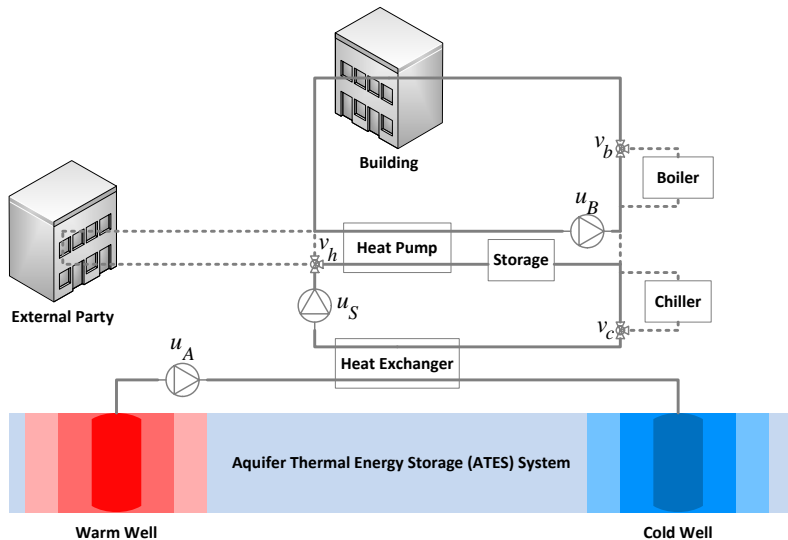 Building
v_b
Boiler
u_B
v_h
Heat Pump
Storage
External Party
u_S
Chiller
v_c
u_A
Heat Exchanger
Aquifer Thermal Energy Storage (ATES) System
Warm Well
Cold Well